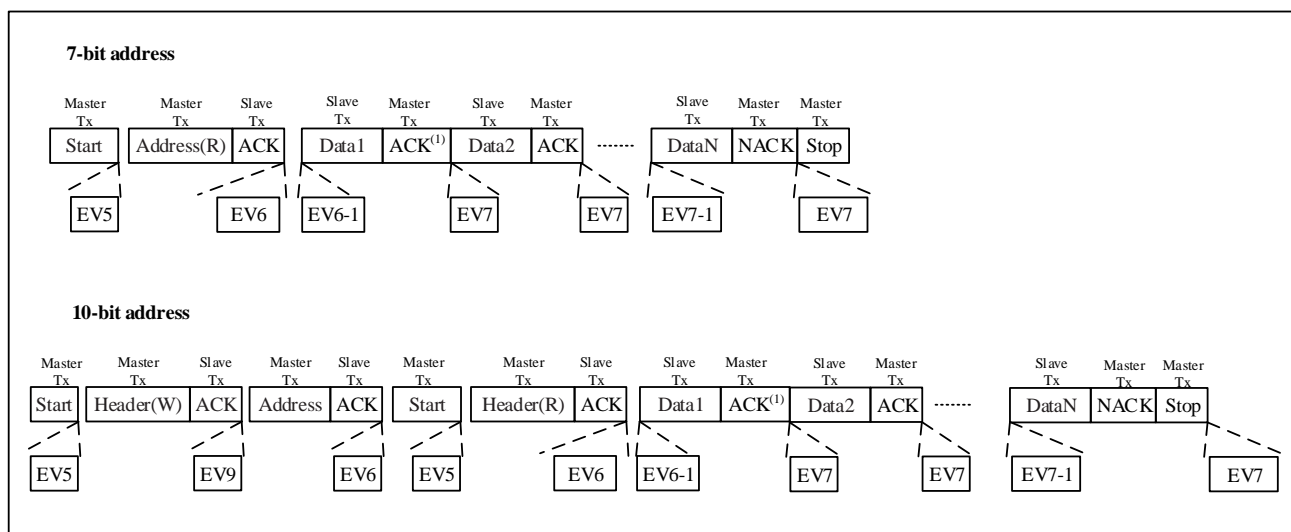 7-bit address
Master Tx Master Tx Slave Tx Slave Tx Master Tx Slave Tx Master Tx Slave Tx Master Tx Master Tx
Start Address(R) ACK Data1 ACK(1) Data2 ACK ........ DataN NACK Stop
EV5 EV6 EV6-1 EV7 EV7 EV7-1 EV7
10-bit address
Master Tx Master Tx Slave Tx Master Tx Slave Tx Master Tx Master Tx Slave Tx Slave Tx Master Tx Slave Tx Master Tx Slave Tx Master Tx Master Tx
Start Header(W) ACK Address ACK Start Header(R) ACK Data1 ACK(1) Data2 ACK ........ DataN NACK Stop
EV5 EV9 EV6 EV5 EV6 EV6-1 EV7 EV7 EV7-1 EV7